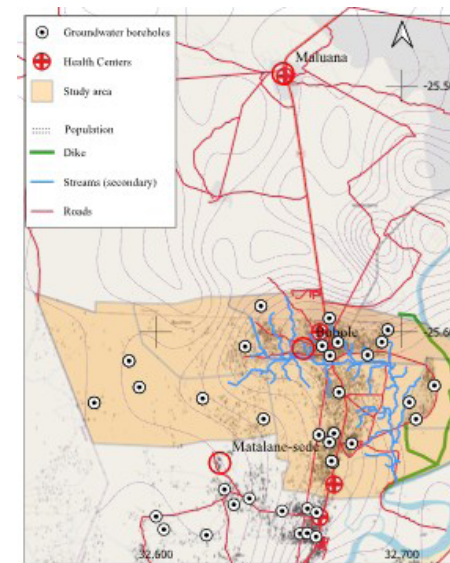 Groundwater boreholes
Health Centers
Study area
Population
Dike
Streams (secondary)
Roads
Maluana
-25.50
Bobole
-25.60
Matalane-sede
32.600
32.700